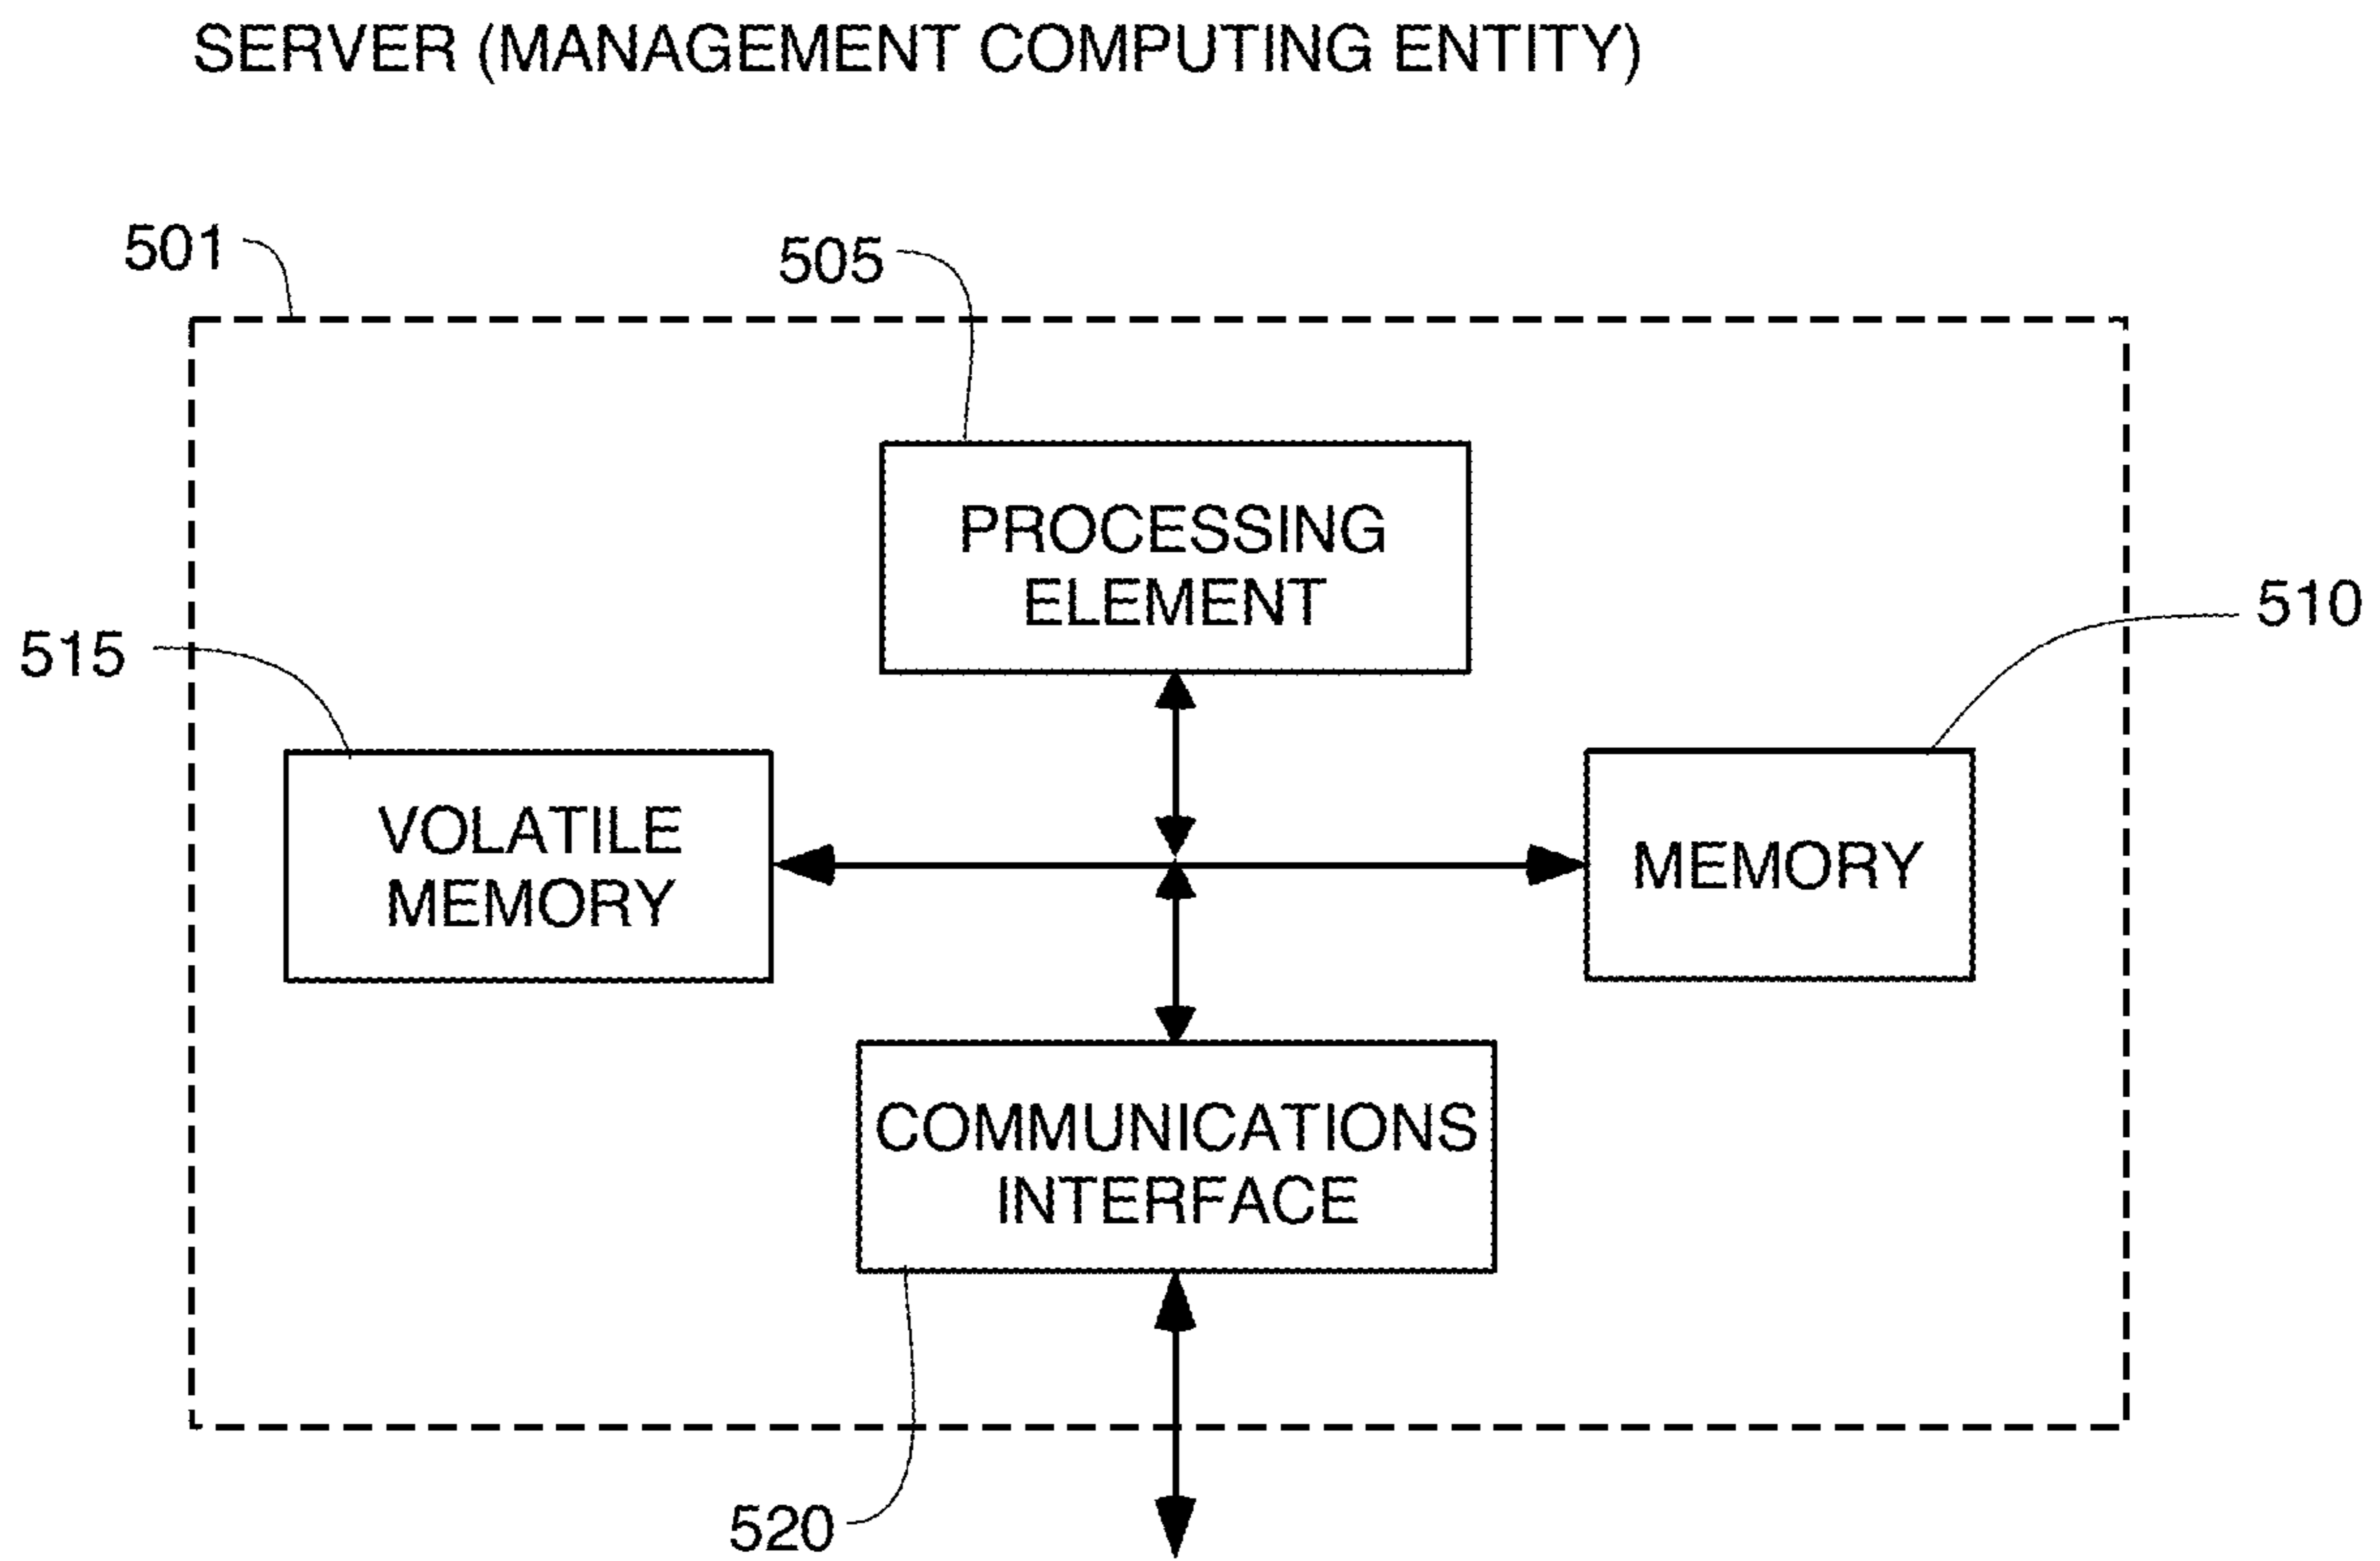 SERVER (MANAGEMENT COMPUTING ENTITY)
501
505
PROCESSING
ELEMENT
510
515
VOLATILE
MEMORY
MEMORY
COMMUNICATIONS
INTERFACE
520